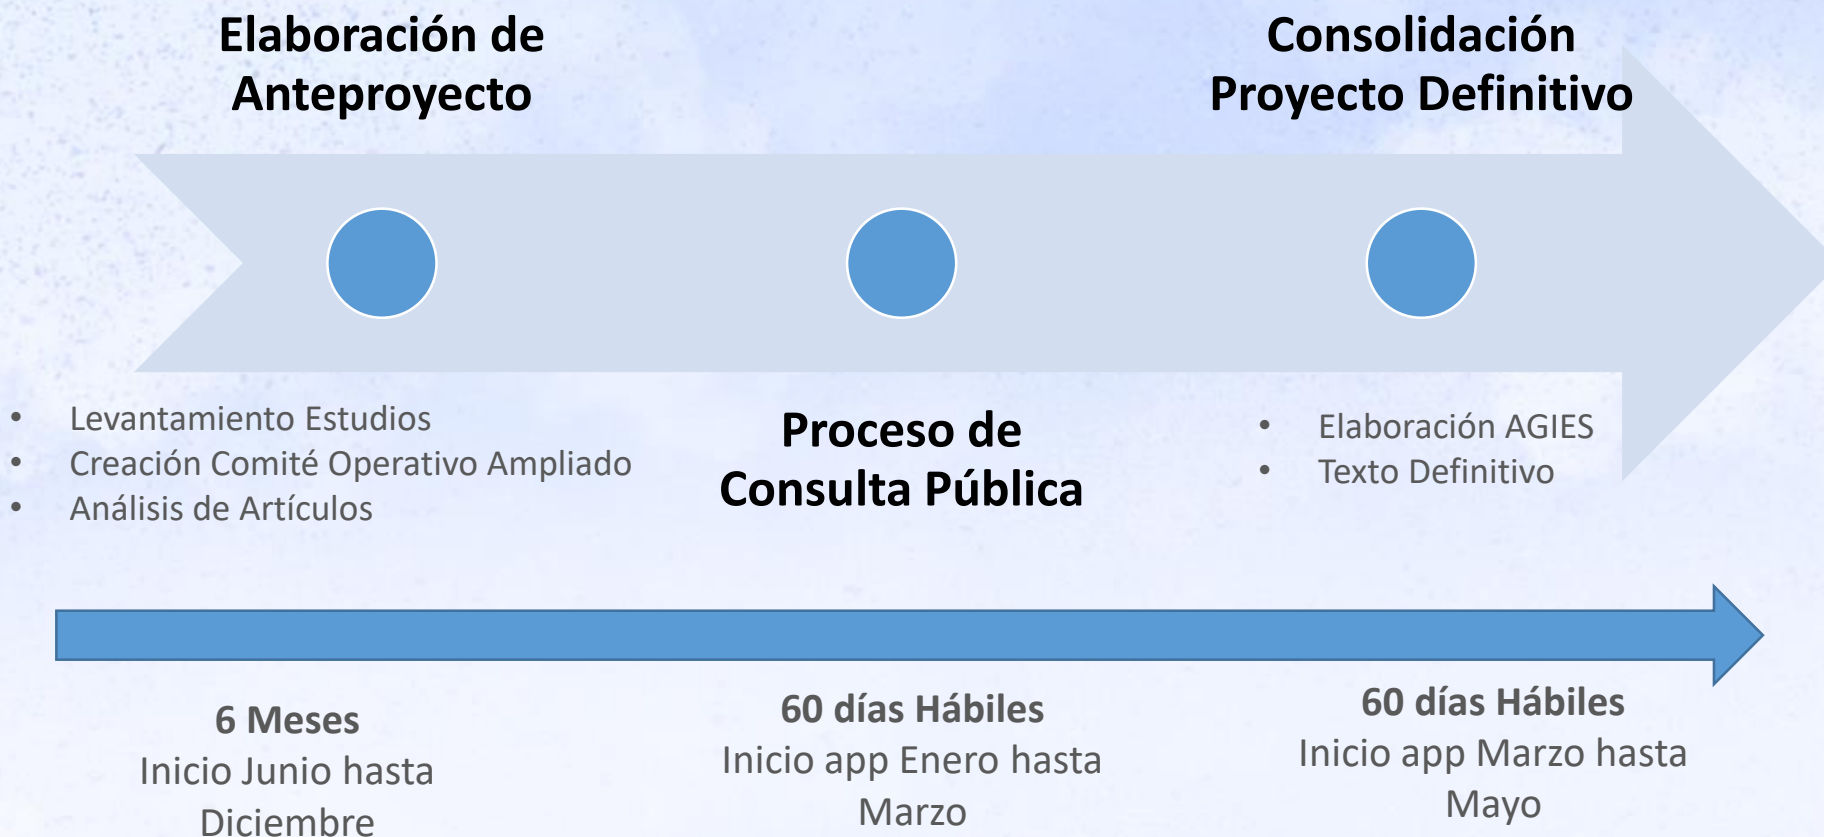 Elaboración de
Anteproyecto
Consolidación
Proyecto Definitivo
• Levantamiento Estudios
• Creación Comité Operativo Ampliado
• Análisis de Artículos
Proceso de
Consulta Pública
• Elaboración AGIES
• Texto Definitivo
6 Meses
Inicio Junio hasta
Diciembre
60 días Hábiles
Inicio app Enero hasta
Marzo
60 días Hábiles
Inicio app Marzo hasta
Mayo